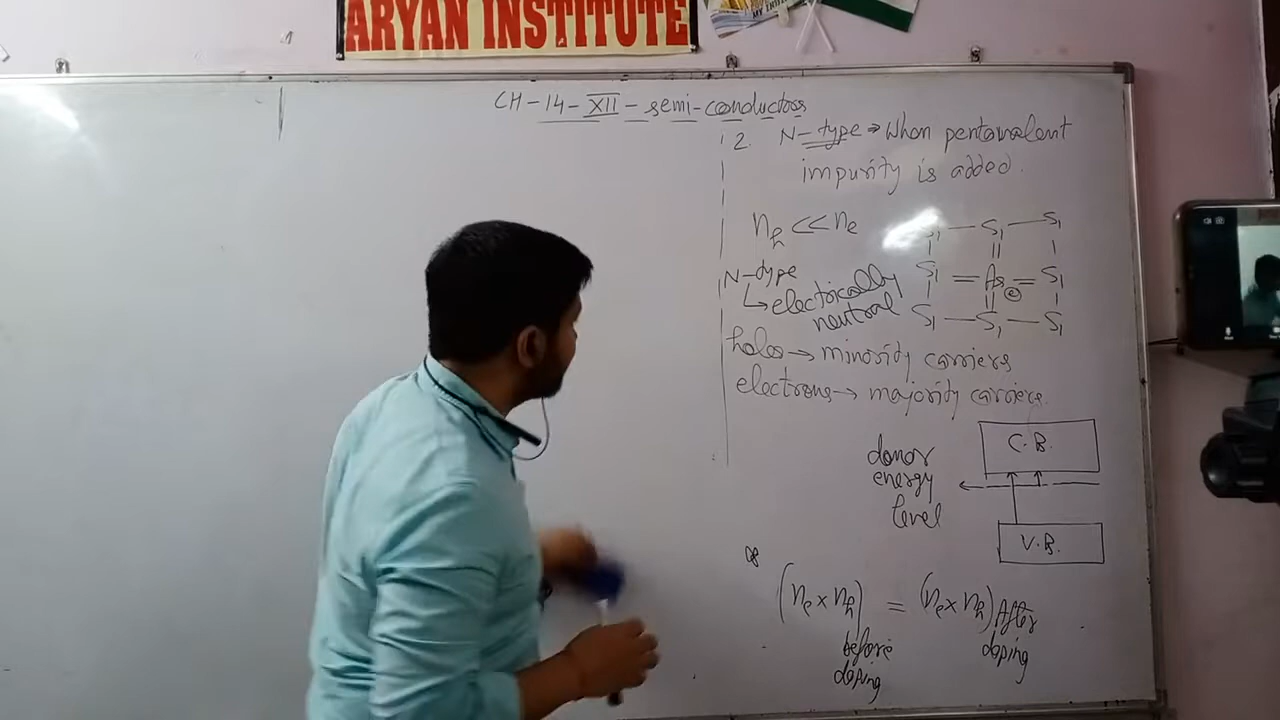 ARYAN INSTITUTE
CH-14-XII-semi-conductors
2. N-type ⇒ When pentavalent
impurity is added.
nh << ne
N-type
↳ electrically
neutral
Si — Si — Si
Si = As = Si
e
Si — Si — Si
holes → minority carriers
electrons → majority carriers.
C.B.
donor
energy
level
V.B.
(ne × nh) before doping = (ne × nh) After doping